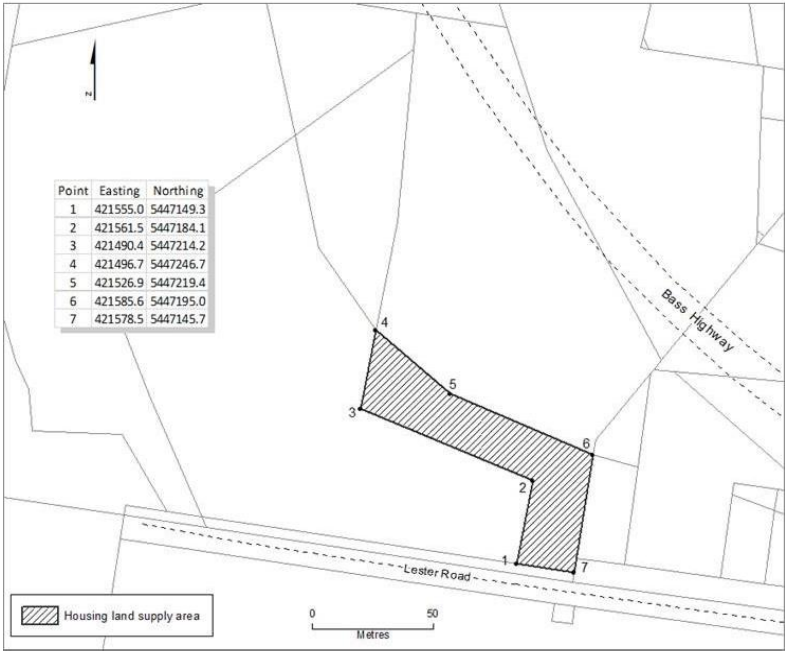 z
Point Easting Northing
1 421555.0 5447149.3
2 421561.5 5447184.1
3 421490.4 5447214.2
4 421496.7 5447246.7
5 421526.9 5447219.4
6 421585.6 5447195.0
7 421578.5 5447145.7
Bass Highway
4
5
3
6
2
1
7
Lester Road
Housing land supply area
0 50
Metres